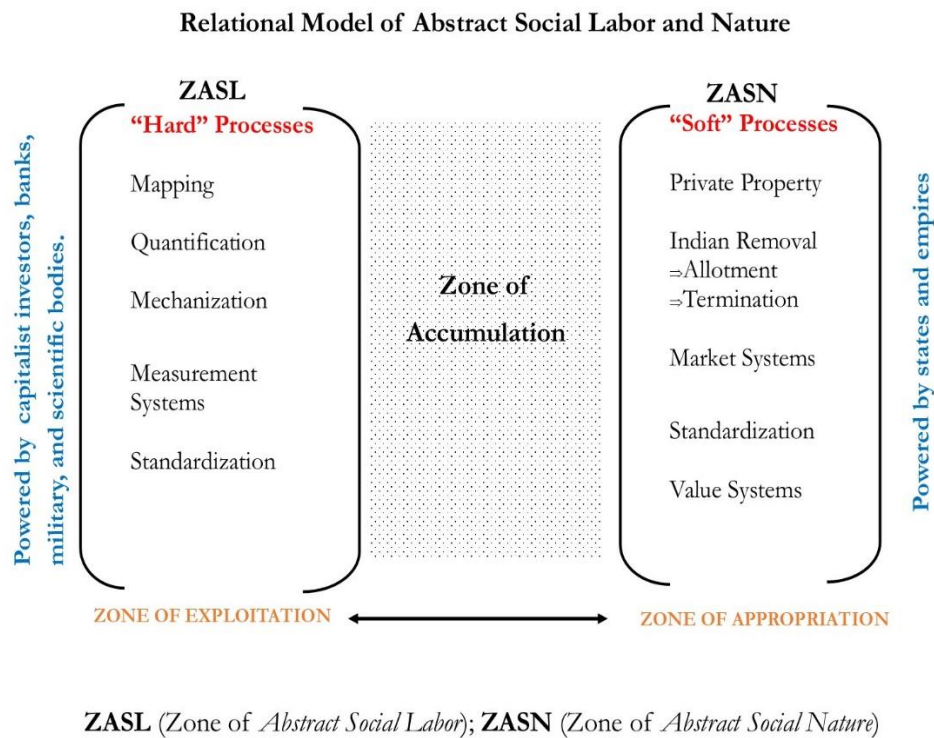 Relational Model of Abstract Social Labor and Nature
Powered by capitalist investors, banks,
military, and scientific bodies.
ZASL
“Hard” Processes
Mapping
Quantification
Mechanization
Measurement
Systems
Standardization
ZONE OF EXPLOITATION
Zone of
Accumulation
ZASN
“Soft” Processes
Private Property
Indian Removal
⇒Allotment
⇒Termination
Market Systems
Standardization
Value Systems
ZONE OF APPROPRIATION
Powered by states and empires
ZASL (Zone of Abstract Social Labor); ZASN (Zone of Abstract Social Nature)